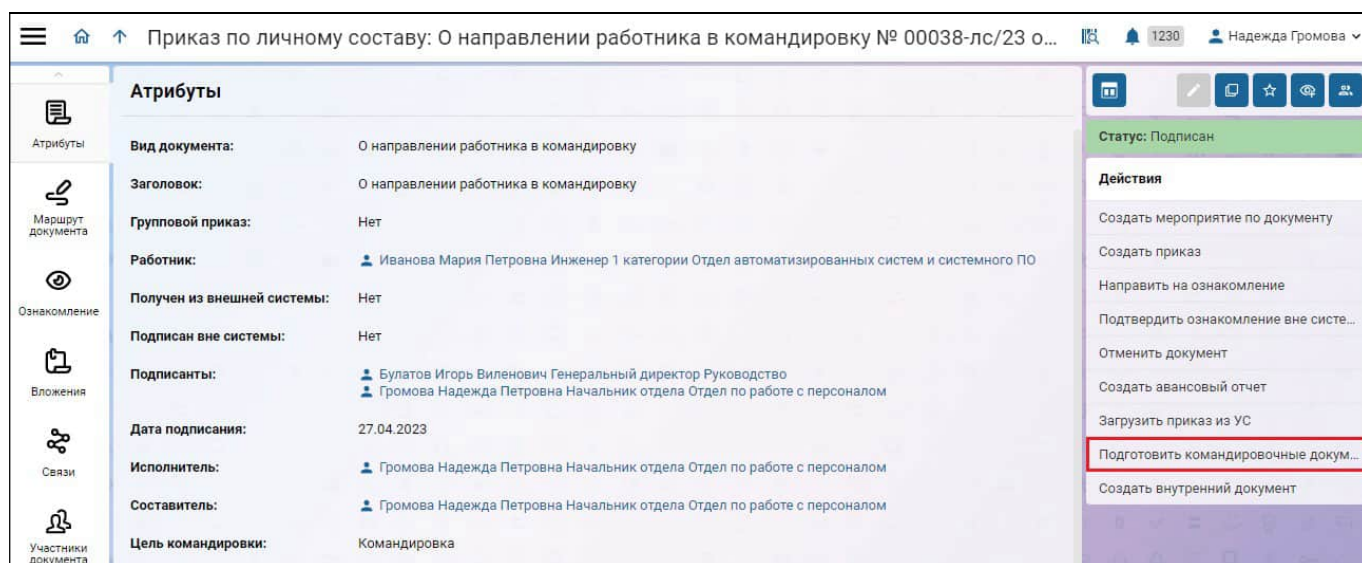 Приказ по личному составу: О направлении работника в командировку № 00038-лс/23 о...
1230
Надежда Громова
Атрибуты
Маршрут
документа
Ознакомление
Вложения
Связи
Участники
документа
Атрибуты
Вид документа: О направлении работника в командировку
Заголовок: О направлении работника в командировку
Групповой приказ: Нет
Работник: Иванова Мария Петровна Инженер 1 категории Отдел автоматизированных систем и системного ПО
Получен из внешней системы: Нет
Подписан вне системы: Нет
Подписанты: Булатов Игорь Виленович Генеральный директор Руководство
Громова Надежда Петровна Начальник отдела Отдел по работе с персоналом
Дата подписания: 27.04.2023
Исполнитель: Громова Надежда Петровна Начальник отдела Отдел по работе с персоналом
Составитель: Громова Надежда Петровна Начальник отдела Отдел по работе с персоналом
Цель командировки: Командировка
Статус: Подписан
Действия
Создать мероприятие по документу
Создать приказ
Направить на ознакомление
Подтвердить ознакомление вне систе...
Отменить документ
Создать авансовый отчет
Загрузить приказ из УС
Подготовить командировочные докум...
Создать внутренний документ